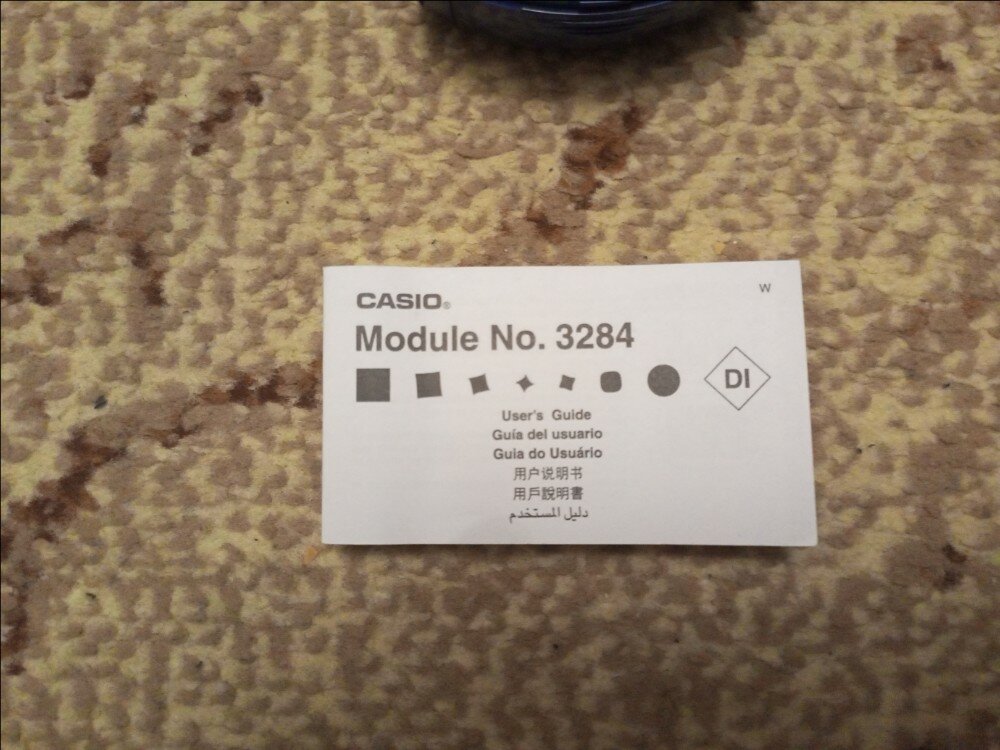 W
CASIO®
Module No. 3284
DI
User's Guide
Guía del usuario
Guia do Usuário
用户说明书
用戶說明書
دليل المستخدم